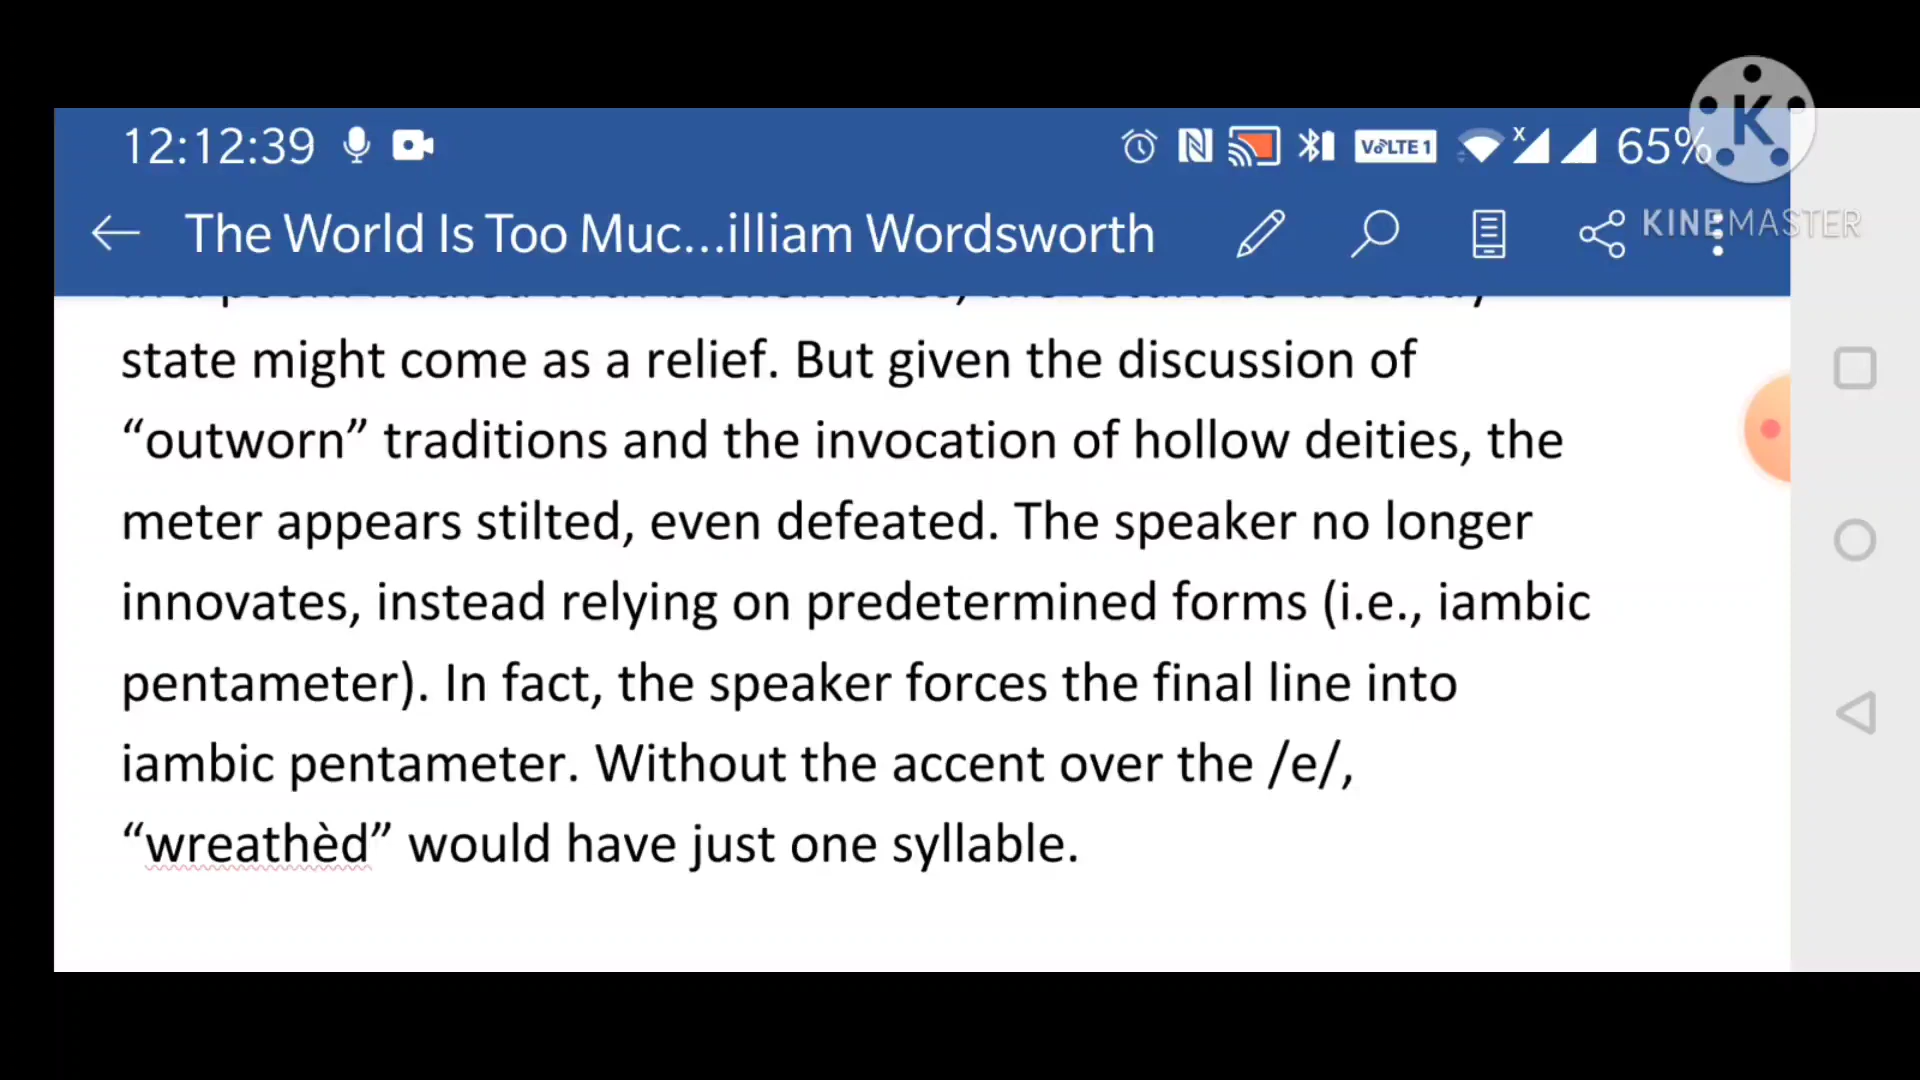 12:12:39
VoLTE 1
65%
K
KINEMASTER
The World Is Too Muc...illiam Wordsworth
state might come as a relief. But given the discussion of
“outworn” traditions and the invocation of hollow deities, the
meter appears stilted, even defeated. The speaker no longer
innovates, instead relying on predetermined forms (i.e., iambic
pentameter). In fact, the speaker forces the final line into
iambic pentameter. Without the accent over the /e/,
“wreathèd” would have just one syllable.